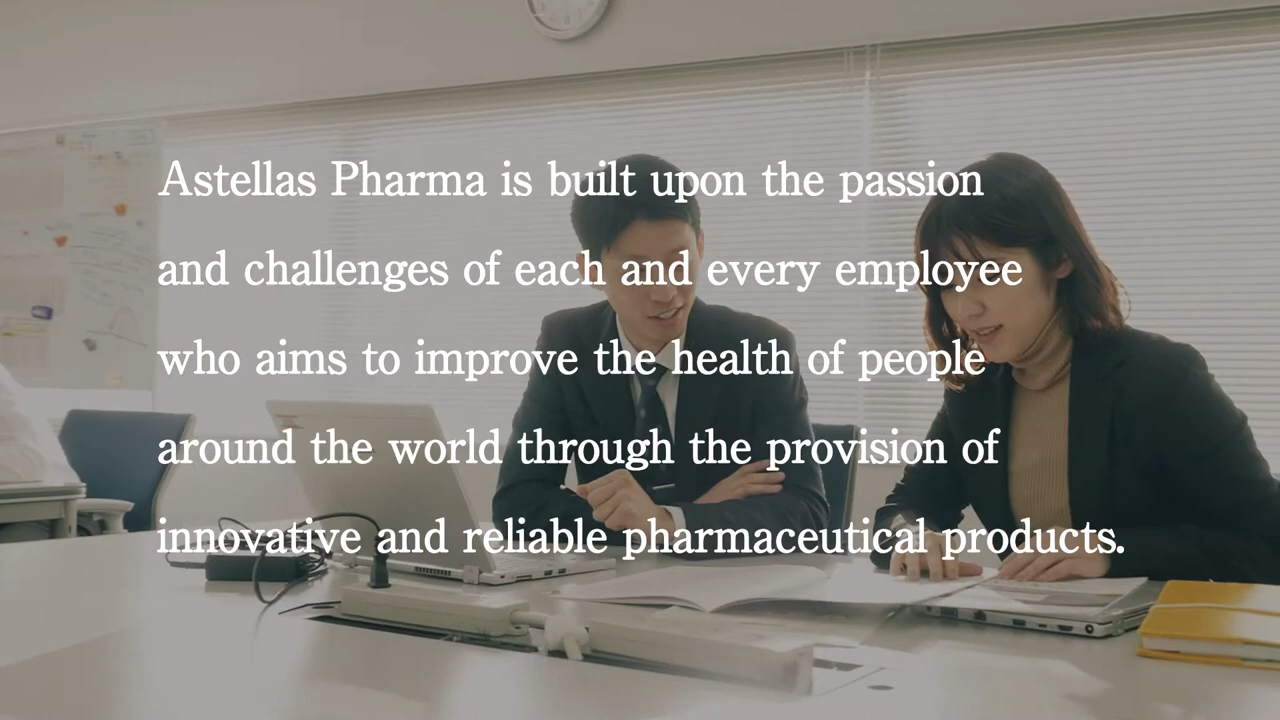 Astellas Pharma is built upon the passion
and challenges of each and every employee
who aims to improve the health of people
around the world through the provision of
innovative and reliable pharmaceutical products.